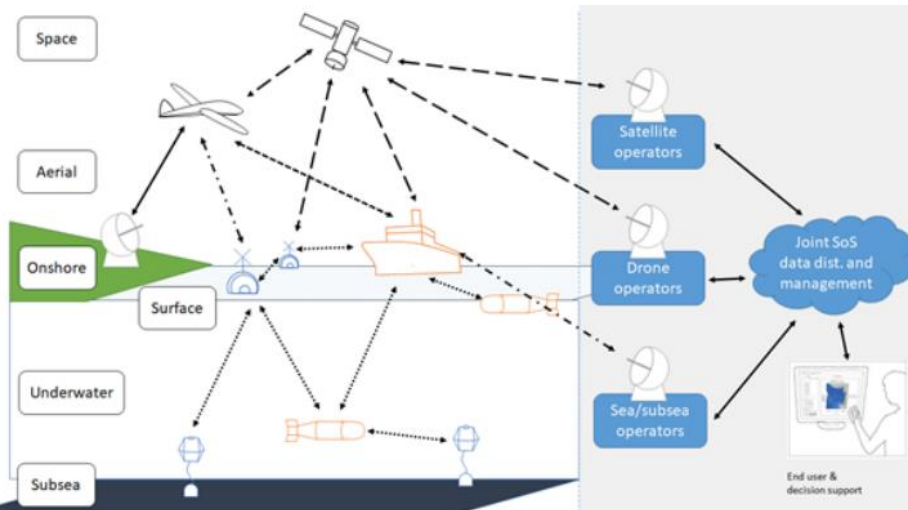 Space
Aerial
Onshore
Surface
Underwater
Subsea
Satellite
operators
Drone
operators
Sea/subsea
operators
Joint SoS
data dist. and
management
End user &
decision support